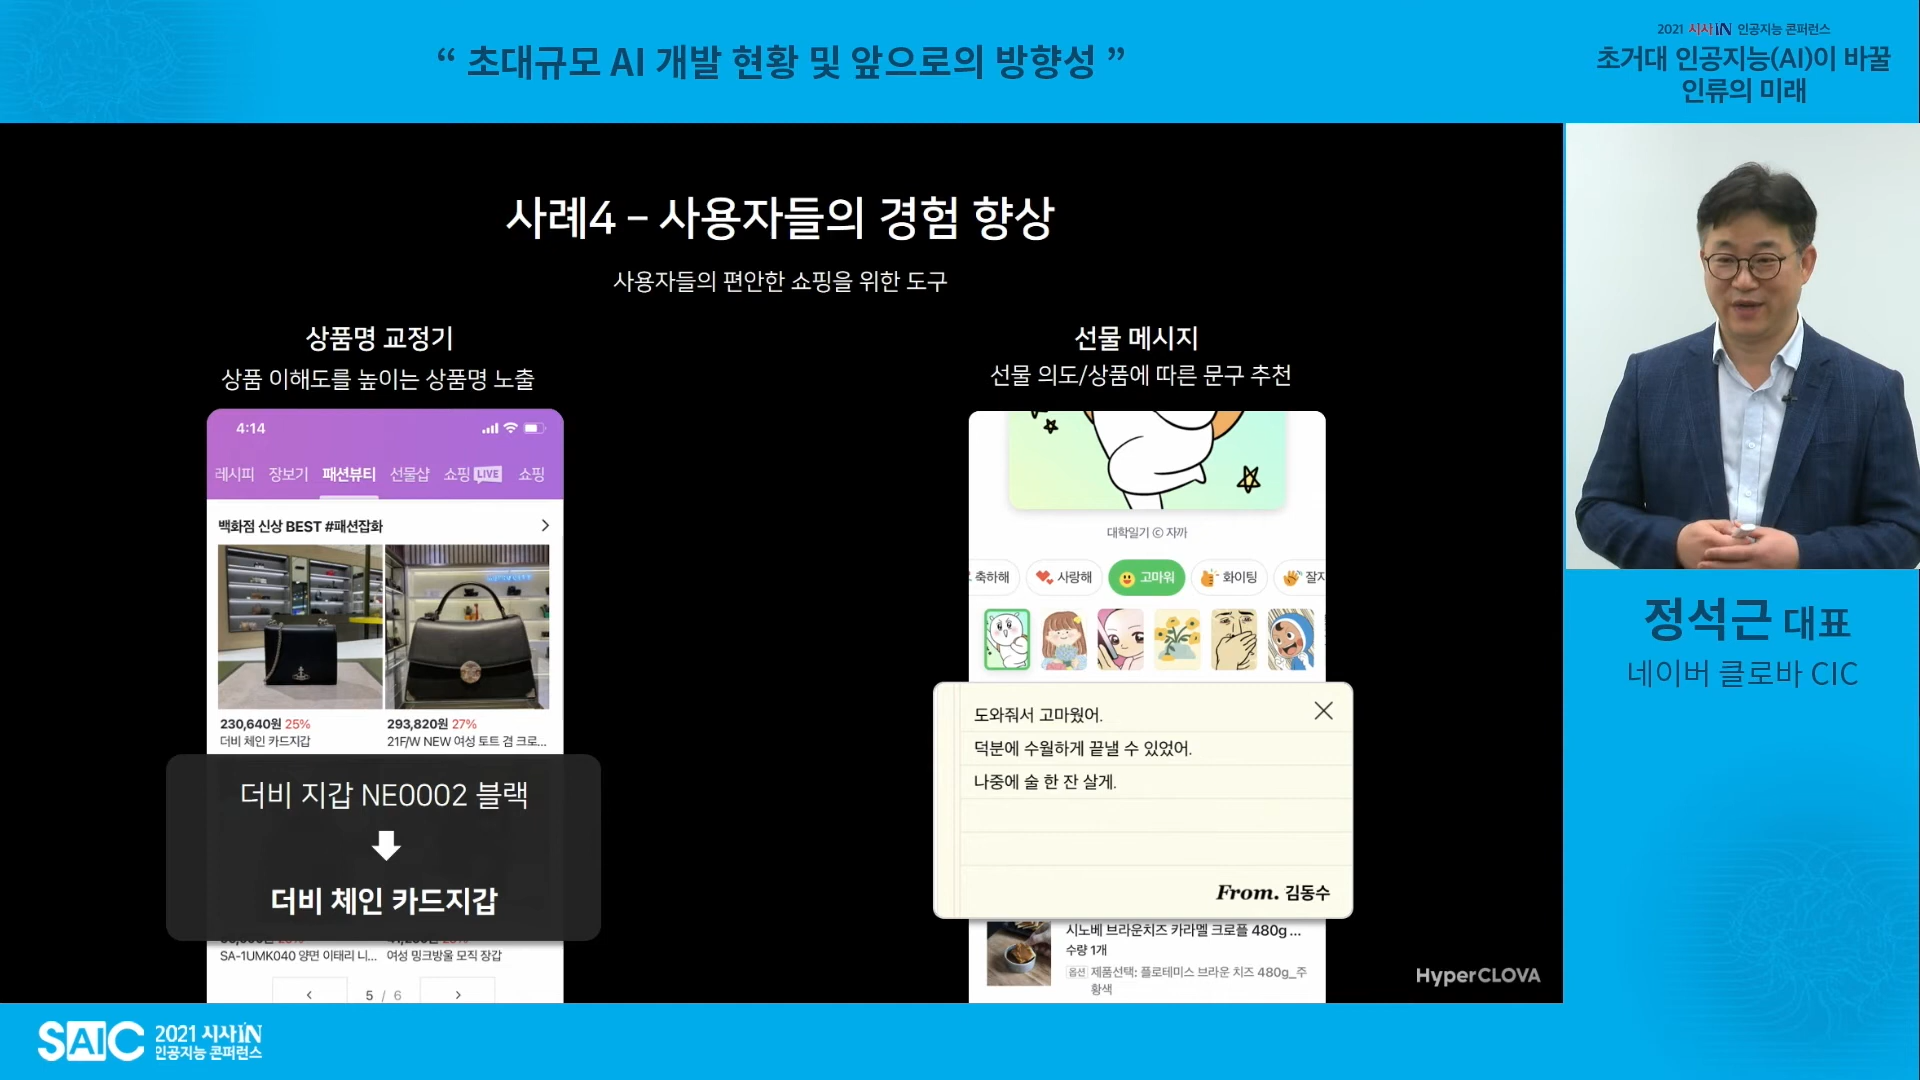 “ 초대규모 AI 개발 현황 및 앞으로의 방향성 ”
2021 시사IN 인공지능 콘퍼런스
초거대 인공지능(AI)이 바꿀
인류의 미래
사례4 – 사용자들의 경험 향상
사용자들의 편안한 쇼핑을 위한 도구
상품명 교정기
상품 이해도를 높이는 상품명 노출
4:14
레시피 장보기 패션뷰티 선물샵 쇼핑 LIVE 쇼핑
백화점 신상 BEST #패션잡화
230,640원 25%
더비 체인 카드지갑
293,820원 27%
21F/W NEW 여성 토트 겸 크로...
더비 지갑 NE0002 블랙
더비 체인 카드지갑
SA-1UMK040 양면 이태리 니...
여성 밍크방울 모직 장갑
5 / 6
선물 메시지
선물 의도/상품에 따른 문구 추천
대학일기 ⓒ 자까
축하해 사랑해 고마워 화이팅
도와줘서 고마웠어.
덕분에 수월하게 끝낼 수 있었어.
나중에 술 한 잔 살게.
From. 김동수
시노베 브라운치즈 카라멜 크로플 480g ...
수량 1개
옵션 제품선택: 플로테미스 브라운 치즈 480g_주
황색
HyperCLOVA
정석근 대표
네이버 클로바 CIC
SAIC 2021 시사IN
인공지능 콘퍼런스